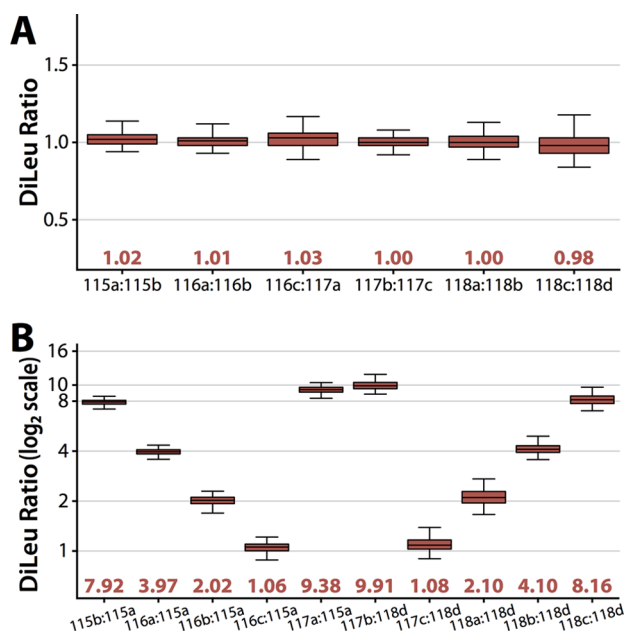 A
DiLeu Ratio
1.5
1.0
0.5
1.02 1.01 1.03 1.00 1.00 0.98
115a:115b 116a:116b 116c:117a 117b:117c 118a:118b 118c:118d
B
DiLeu Ratio (log2 scale)
16
10
8
4
2
1
7.92 3.97 2.02 1.06 9.38 9.91 1.08 2.10 4.10 8.16
115b:115a 116a:115a 116b:115a 116c:115a 117a:115a 117b:118d 117c:118d 118a:118d 118b:118d 118c:118d